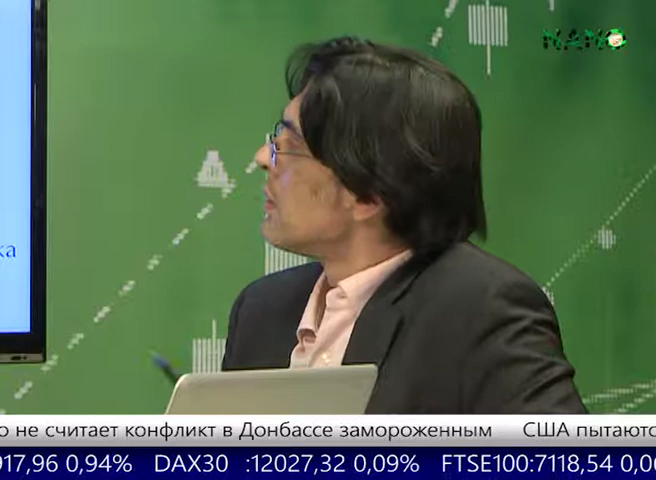 NANO
ка
о не считает конфликт в Донбассе замороженным США пытаютс
917,96 0,94% DAX30 :12027,32 0,09% FTSE100:7118,54 0,0